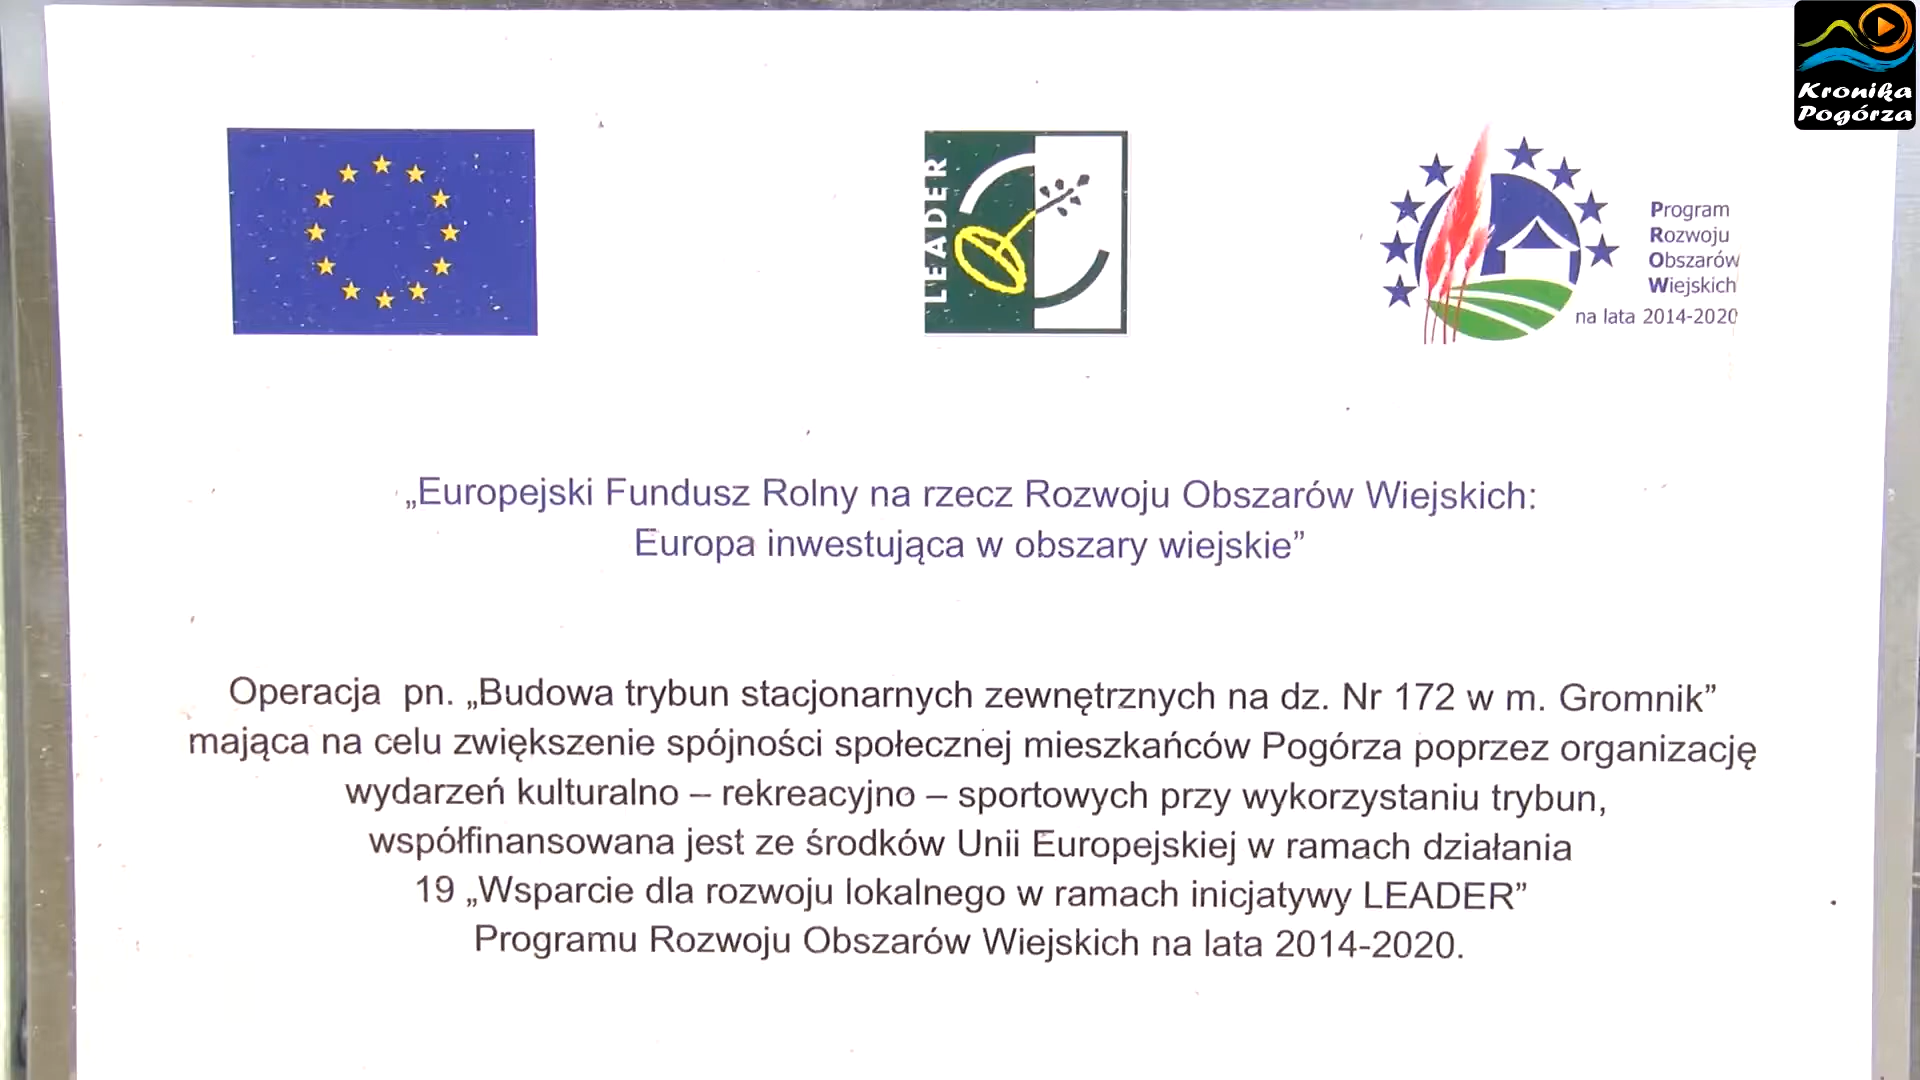 Kronika
Pogórza
LEADER
Program
Rozwoju
Obszarów
Wiejskich
na lata 2014-2020
„Europejski Fundusz Rolny na rzecz Rozwoju Obszarów Wiejskich:
Europa inwestująca w obszary wiejskie”
Operacja pn. „Budowa trybun stacjonarnych zewnętrznych na dz. Nr 172 w m. Gromnik”
mająca na celu zwiększenie spójności społecznej mieszkańców Pogórza poprzez organizację
wydarzeń kulturalno – rekreacyjno – sportowych przy wykorzystaniu trybun,
współfinansowana jest ze środków Unii Europejskiej w ramach działania
19 „Wsparcie dla rozwoju lokalnego w ramach inicjatywy LEADER”
Programu Rozwoju Obszarów Wiejskich na lata 2014-2020.